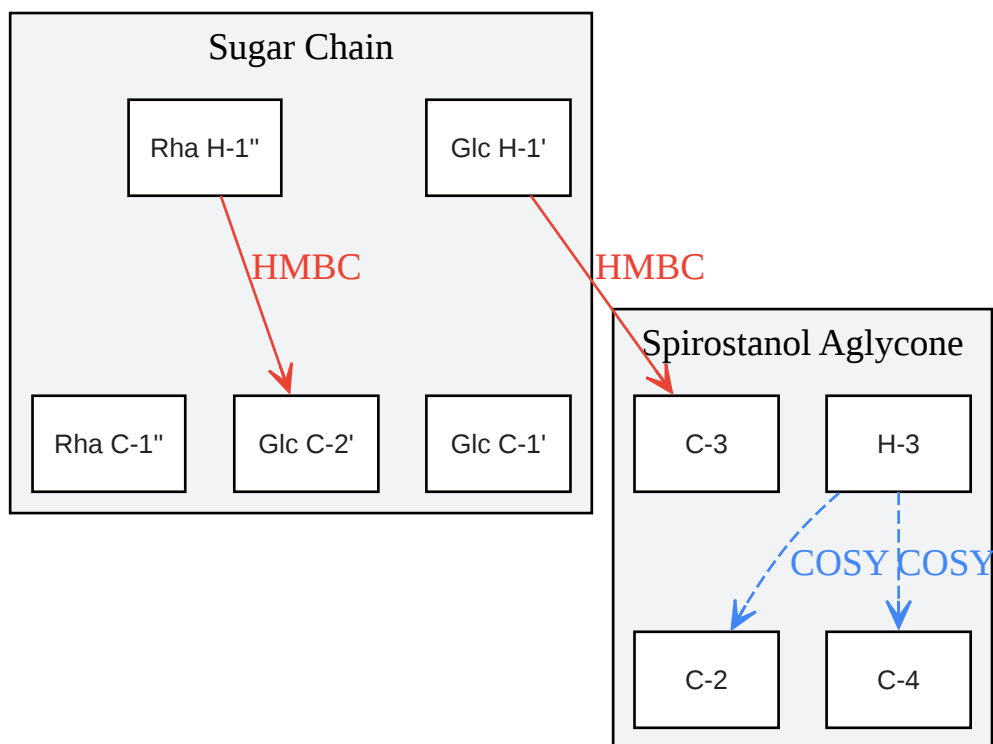 Sugar Chain
Rha H-1"
Glc H-1'
HMBC
HMBC
Spirostanol Aglycone
Rha C-1"
Glc C-2'
Glc C-1'
C-3
H-3
COSY
COSY
C-2
C-4